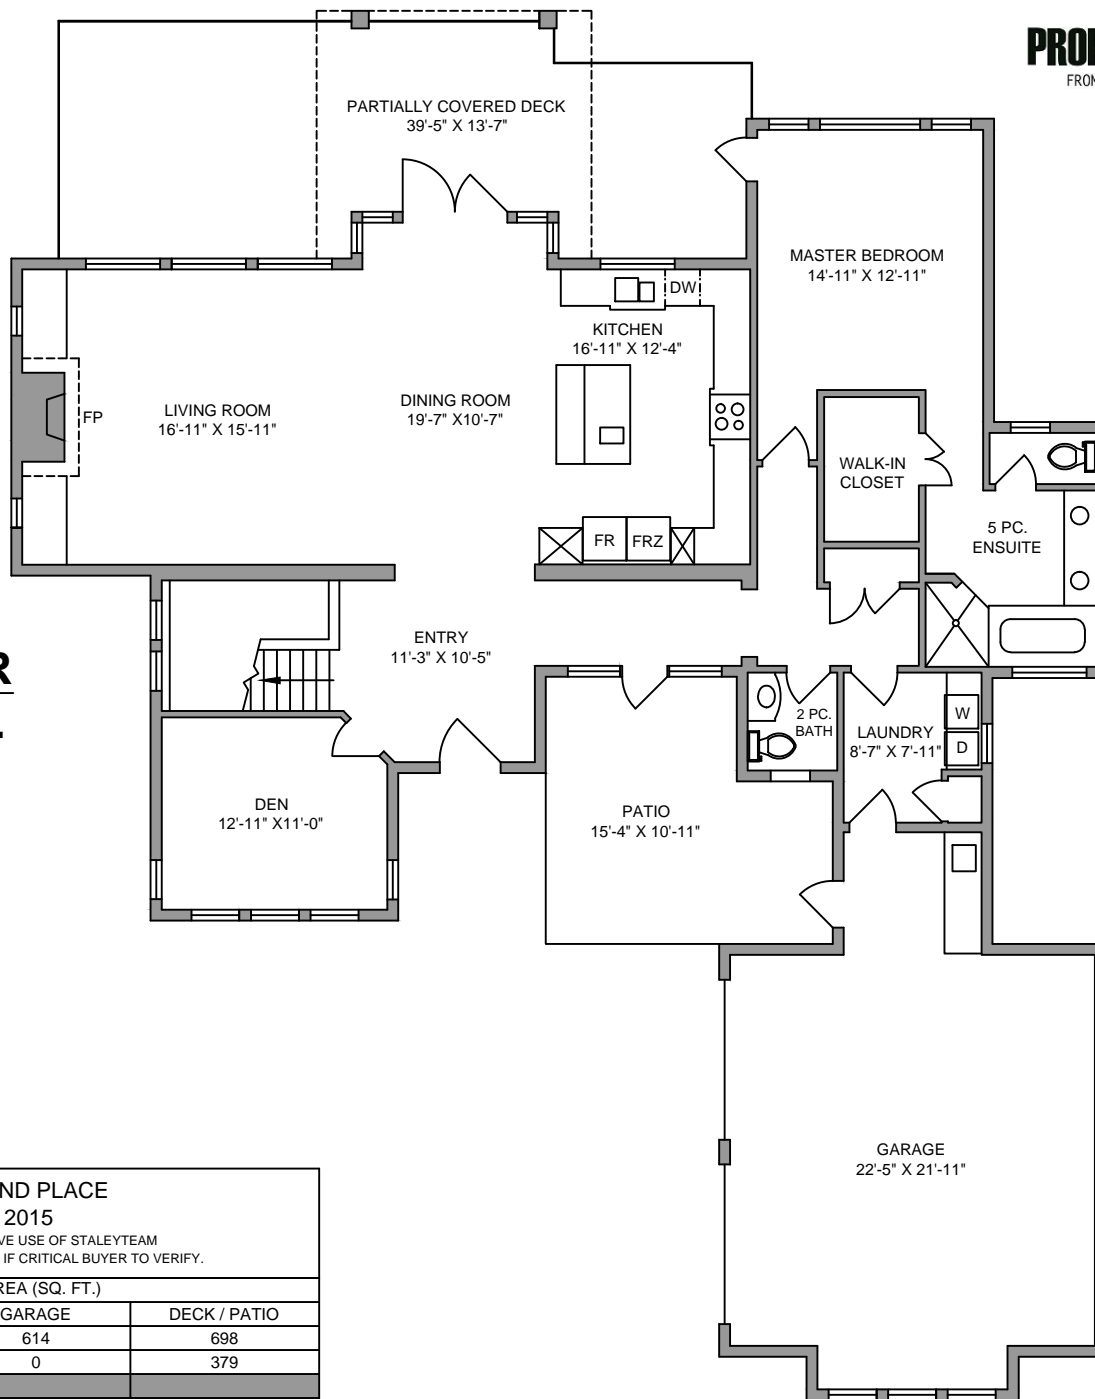 FRON
PARTIALLY COVERED DECK
39'-5" X 13'-7"
MASTER BEDROOM
14'-11" X 12'-11"
DW
KITCHEN
16'-11" X 12'-4"
FP
LIVING ROOM
16'-11" X 15'-11"
DINING ROOM
19'-7" X10'-7"
WALK-IN
CLOSET
5 PC.
ENSUITE
FR
FRZ
ENTRY
11'-3" X 10'-5"
R
2 PC.
BATH
W
LAUNDRY
8'-7" X 7'-11"
D
DEN
12'-11" X11'-0"
PATIO
15'-4" X 10'-11"
GARAGE
22'-5" X 21'-11"
ND PLACE
2015
VE USE OF STALEYTEAM
IF CRITICAL BUYER TO VERIFY.
REA (SQ. FT.)
GARAGE DECK / PATIO
614 698
0 379